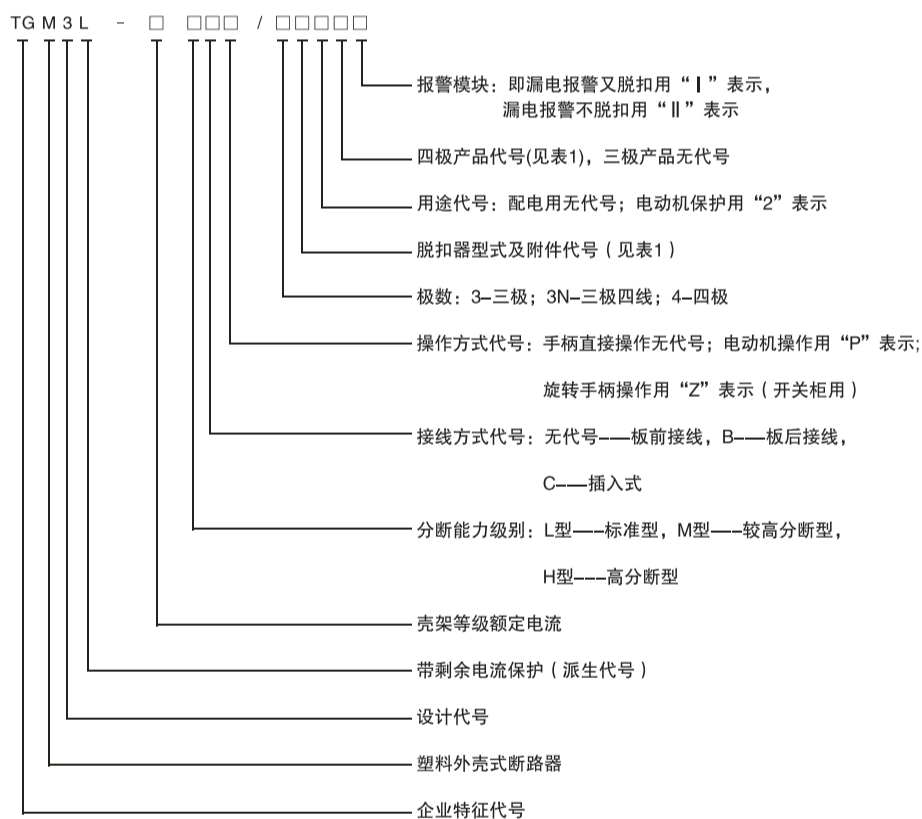 TG M 3 L - □ □□□ / □□□□□
报警模块：即漏电报警又脱扣用“Ⅰ”表示，
漏电报警不脱扣用“Ⅱ”表示
四极产品代号(见表1)，三极产品无代号
用途代号：配电用无代号；电动机保护用“2”表示
脱扣器型式及附件代号（见表1）
极数：3–三极；3N–三极四线；4–四极
操作方式代号：手柄直接操作无代号；电动机操作用“P”表示;
旋转手柄操作用“Z”表示（开关柜用）
接线方式代号：无代号——板前接线，B——板后接线，
C——插入式
分断能力级别：L型——标准型，M型——较高分断型，
H型---高分断型
壳架等级额定电流
带剩余电流保护（派生代号）
设计代号
塑料外壳式断路器
企业特征代号